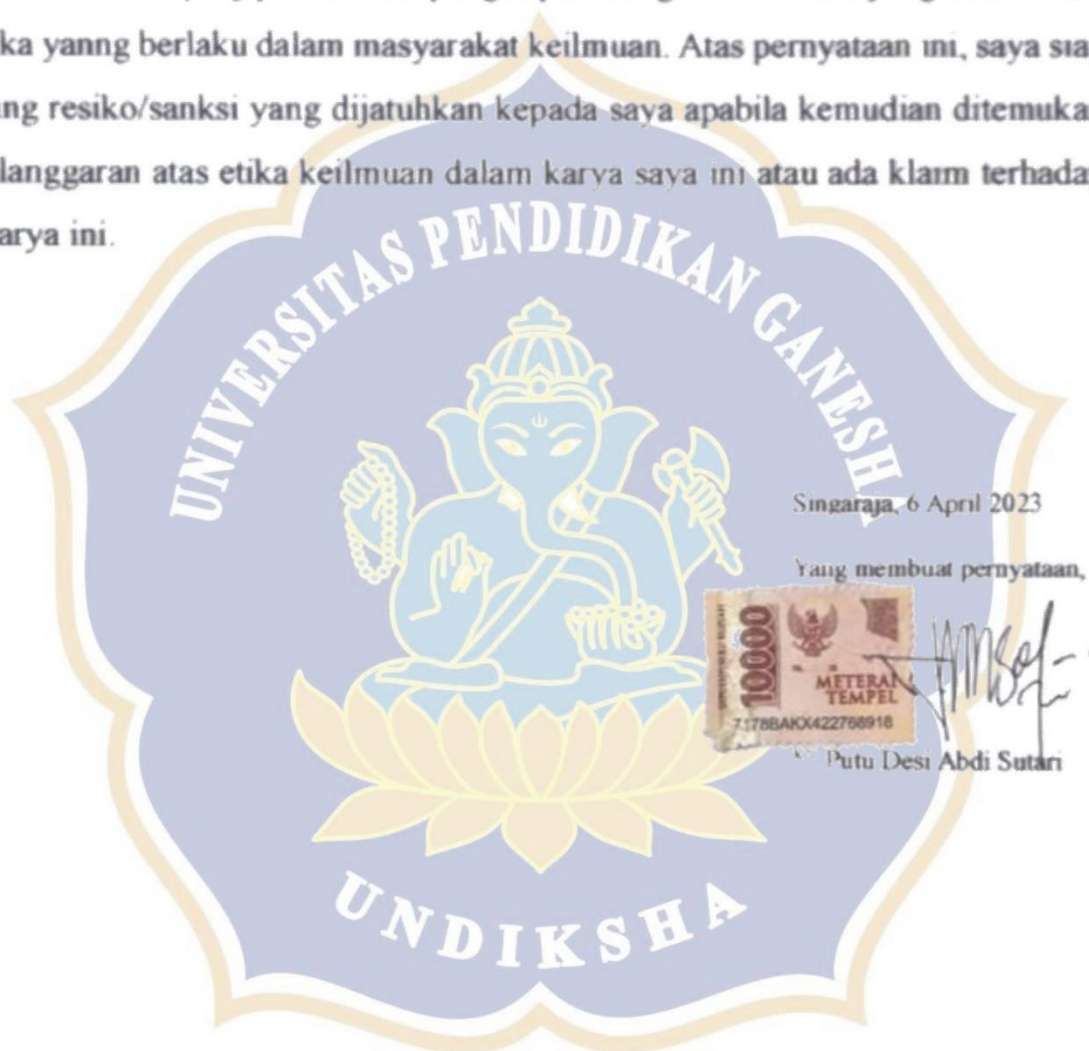 ka yanng berlaku dalam masyarakat keilmuan. Atas pernyataan ini, saya sia
ng resiko/sanksi yang dijatuhkan kepada saya apabila kemudian ditemuka
langgaran atas etika keilmuan dalam karya saya ini atau ada klaim terhada
arya ini.
UNIVERSITAS PENDIDIKAN GANESHA
Singaraja, 6 April 2023
Yang membuat pernyataan,
10000
METERAI
TEMPEL
7178BAKX422768918
Putu Desi Abdi Sutari
UNDIKSHA